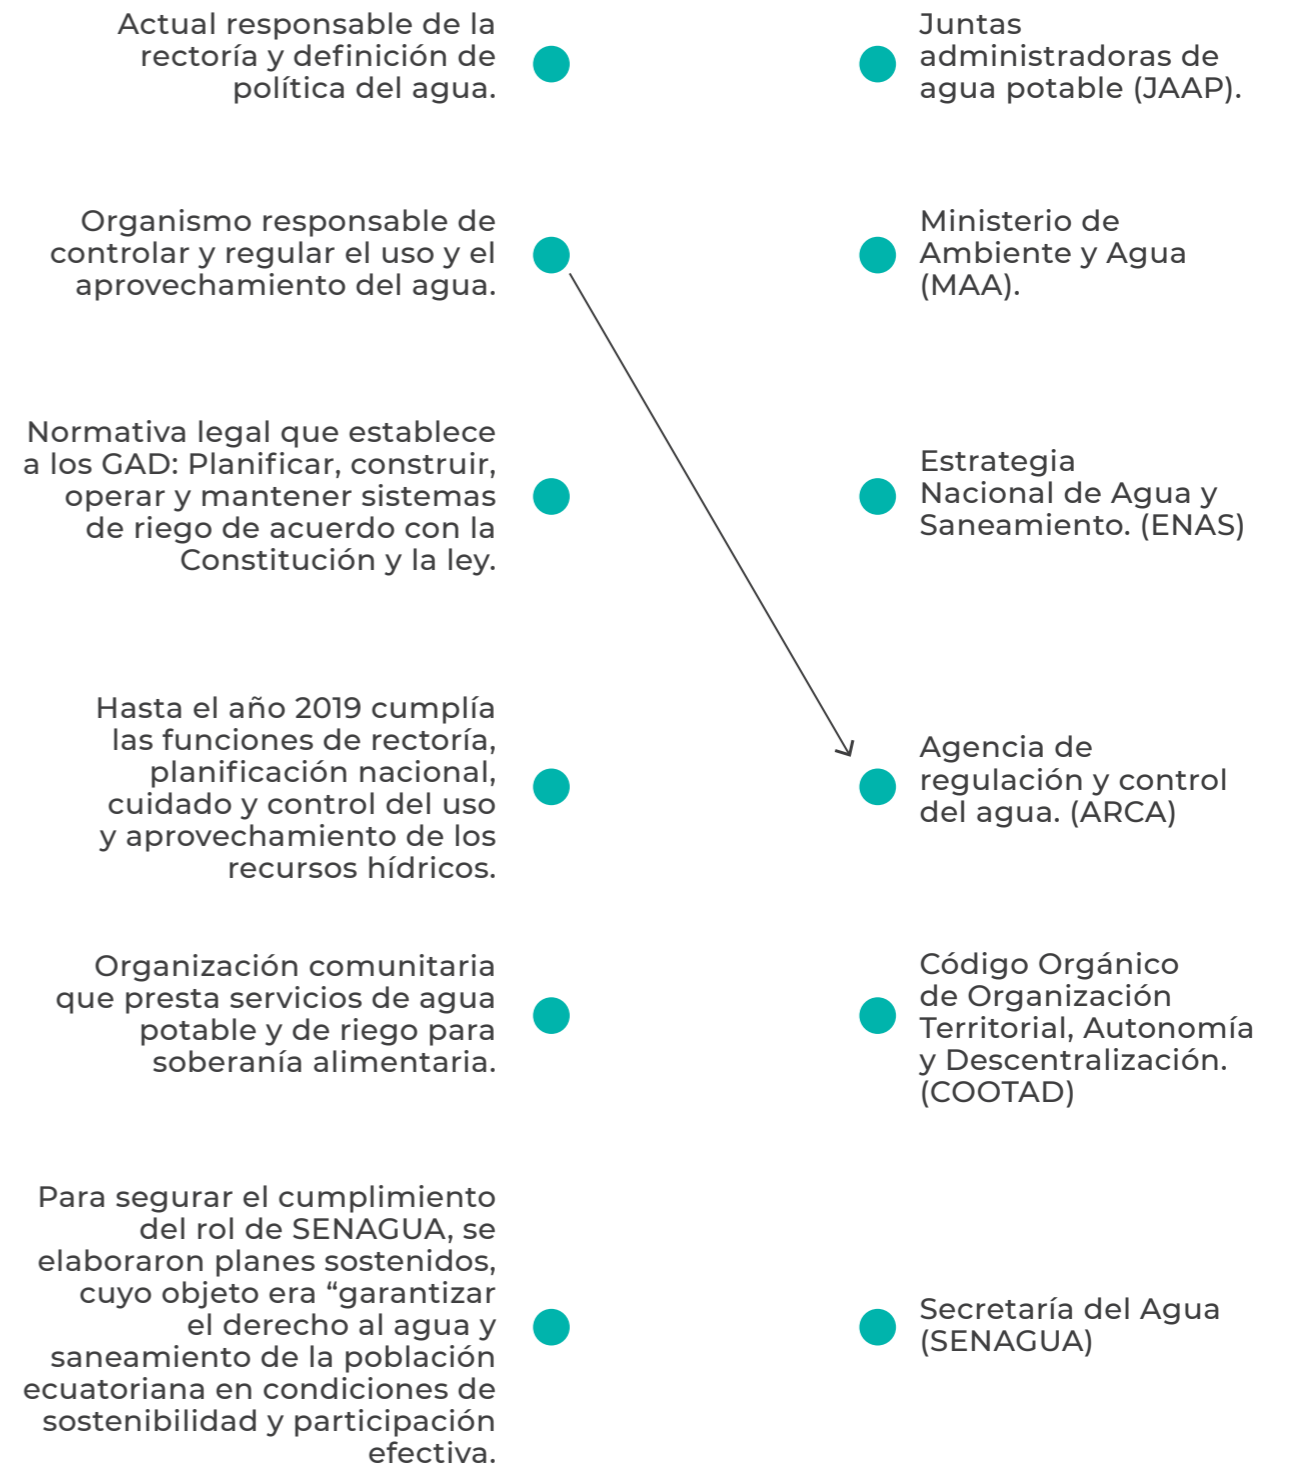 Actual responsable de la
rectoría y definición de
política del agua.
Juntas
administradoras de
agua potable (JAAP).
Organismo responsable de
controlar y regular el uso y el
aprovechamiento del agua.
Ministerio de
Ambiente y Agua
(MAA).
Normativa legal que establece
a los GAD: Planificar, construir,
operar y mantener sistemas
de riego de acuerdo con la
Constitución y la ley.
Estrategia
Nacional de Agua y
Saneamiento. (ENAS)
Hasta el año 2019 cumplía
las funciones de rectoría,
planificación nacional,
cuidado y control del uso
y aprovechamiento de los
recursos hídricos.
Agencia de
regulación y control
del agua. (ARCA)
Organización comunitaria
que presta servicios de agua
potable y de riego para
soberanía alimentaria.
Código Orgánico
de Organización
Territorial, Autonomía
y Descentralización.
(COOTAD)
Para segurar el cumplimiento
del rol de SENAGUA, se
elaboraron planes sostenidos,
cuyo objeto era “garantizar
el derecho al agua y
saneamiento de la población
ecuatoriana en condiciones de
sostenibilidad y participación
efectiva.
Secretaría del Agua
(SENAGUA)